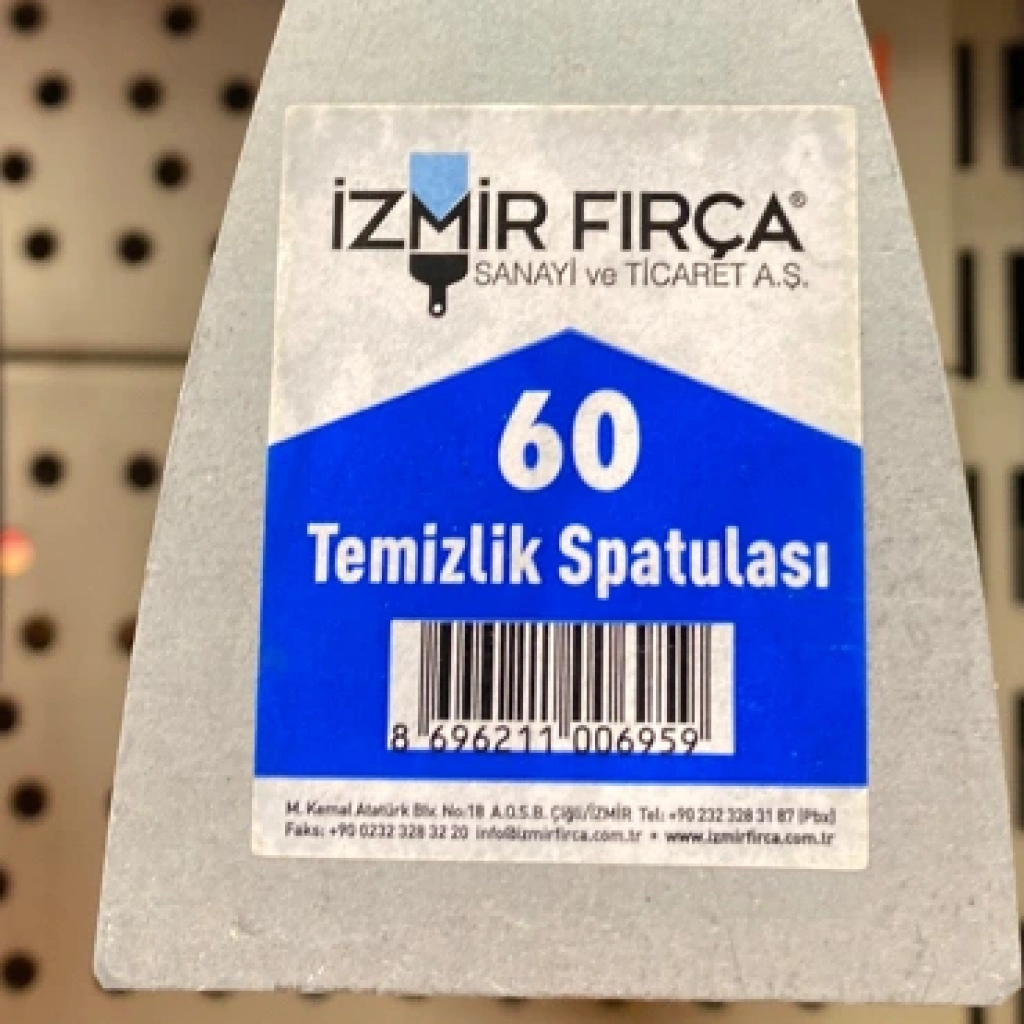 İZMİR FIRÇA®
SANAYİ ve TİCARET A.Ş.
60
Temizlik Spatulası
8 696211 006959
M. Kemal Atatürk Blv. No:18 A.O.S.B. Çiğli/İZMİR Tel: +90 232 328 31 87 (Pbx)
Faks: +90 0232 328 32 20 info@izmirfirca.com.tr • www.izmirfirca.com.tr